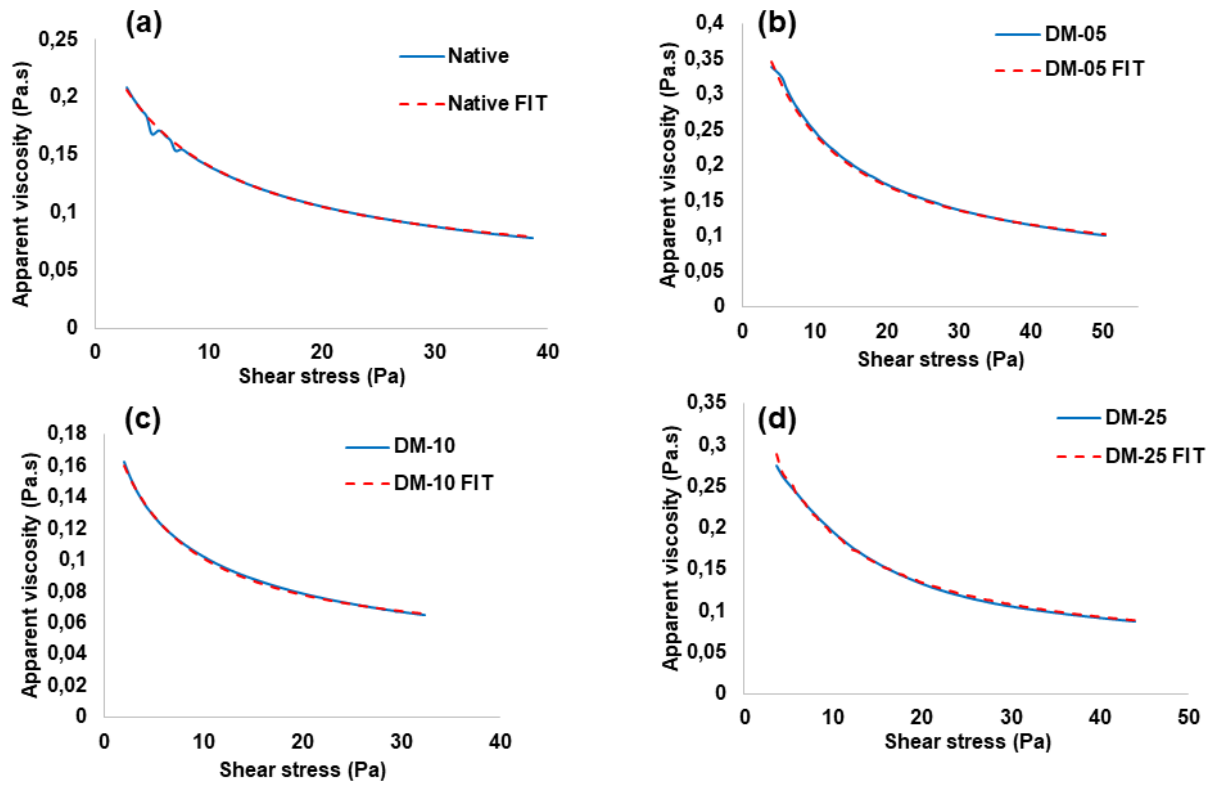 (a)
Native
Native FIT
Apparent viscosity (Pa.s)
0,25
0,2
0,15
0,1
0,05
0
0 10 20 30 40
Shear stress (Pa)
(b)
DM-05
DM-05 FIT
Apparent viscosity (Pa.s)
0,4
0,35
0,3
0,25
0,2
0,15
0,1
0,05
0
0 10 20 30 40 50
Shear stress (Pa)
(c)
DM-10
DM-10 FIT
Apparent viscosity (Pa.s)
0,18
0,16
0,14
0,12
0,1
0,08
0,06
0,04
0,02
0
0 10 20 30 40
Shear stress (Pa)
(d)
DM-25
DM-25 FIT
Apparent viscosity (Pa.s)
0,35
0,3
0,25
0,2
0,15
0,1
0,05
0
0 10 20 30 40 50
Shear stress (Pa)